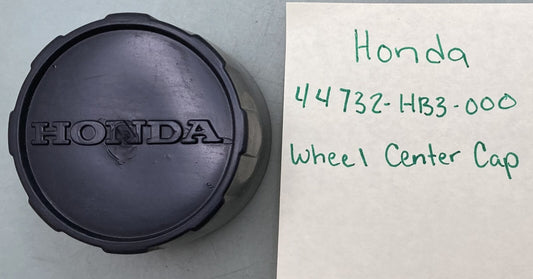 HONDA
Honda
44732-HB3-000
Wheel Center Cap